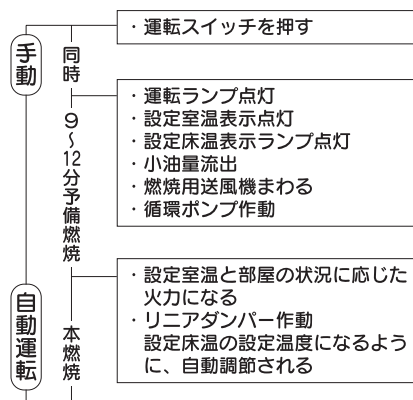 手動
同時
・運転スイッチを押す
9〜12分予備燃焼
・運転ランプ点灯
・設定室温表示点灯
・設定床温表示ランプ点灯
・小油量流出
・燃焼用送風機まわる
・循環ポンプ作動
自動運転
本燃焼
・設定室温と部屋の状況に応じた
火力になる
・リニアダンパー作動
設定床温の設定温度になるよう
に、自動調節される